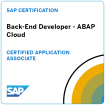 SAP CERTIFICATION
Back-End Developer - ABAP
Cloud
CERTIFIED APPLICATION
ASSOCIATE
SAP